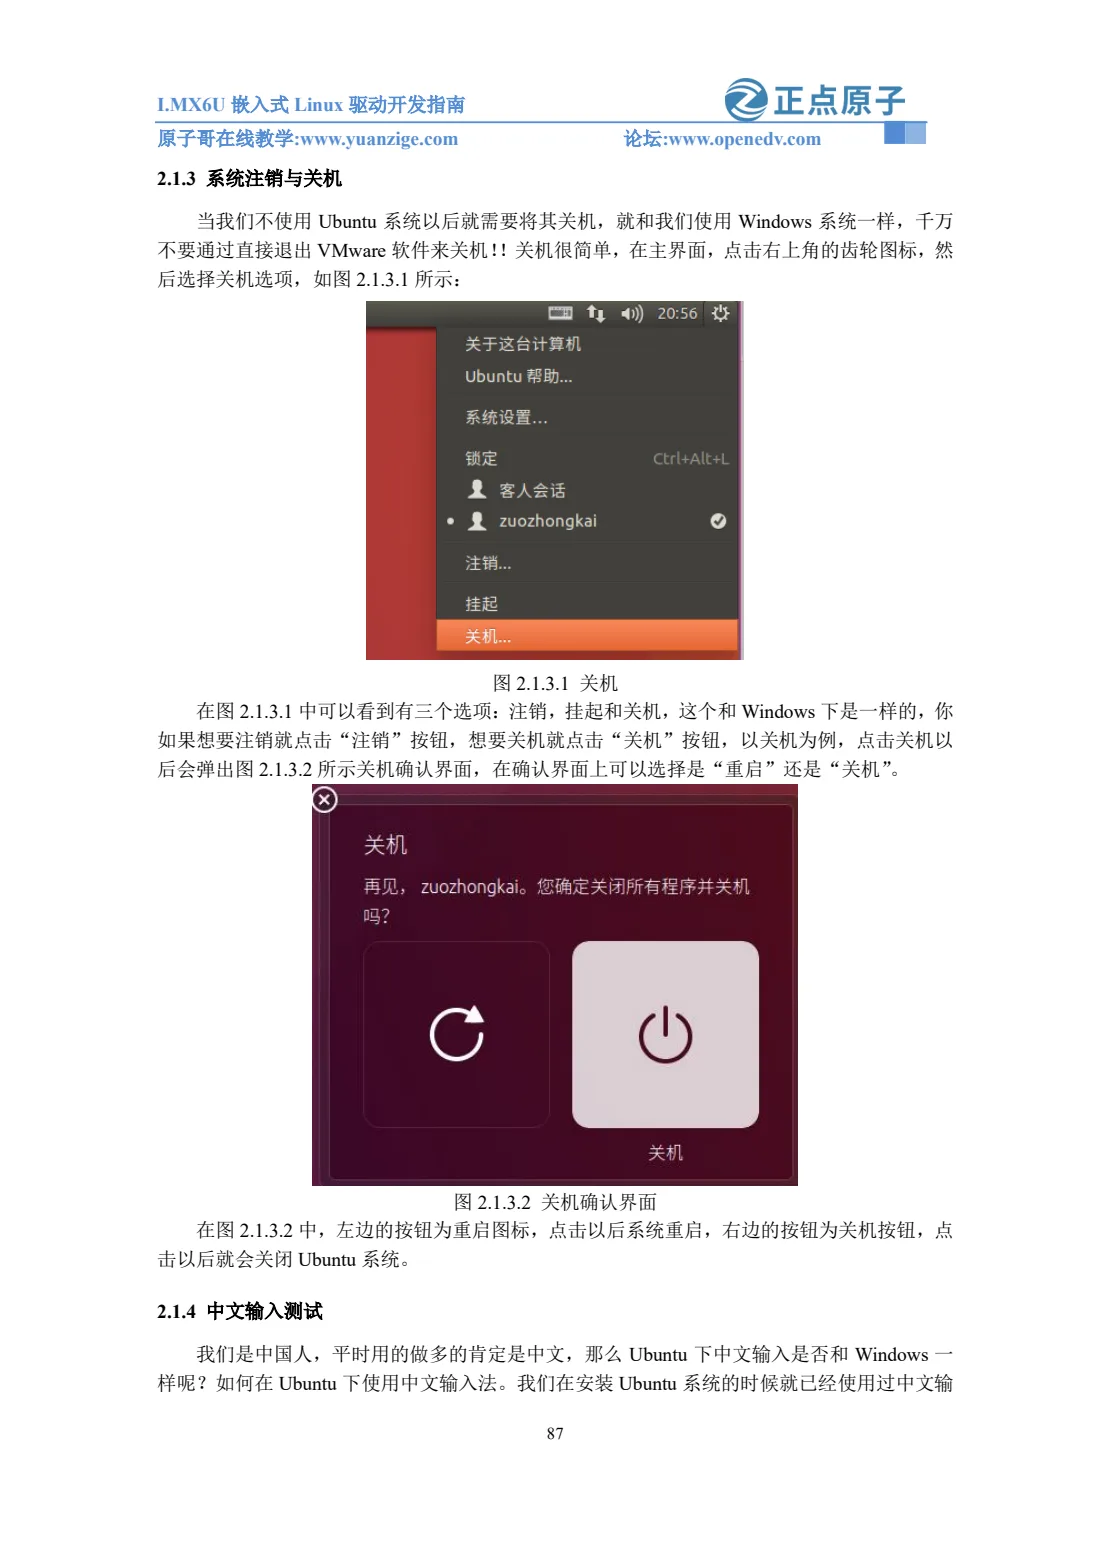 I.MX6U 嵌入式 Linux 驱动开发指南
正点原子
原子哥在线教学:www.yuanzige.com 论坛:www.openedv.com
2.1.3 系统注销与关机
当我们不使用 Ubuntu 系统以后就需要将其关机，就和我们使用 Windows 系统一样，千万
不要通过直接退出 VMware 软件来关机!! 关机很简单，在主界面，点击右上角的齿轮图标，然
后选择关机选项，如图 2.1.3.1 所示：
20:56
关于这台计算机
Ubuntu 帮助...
系统设置...
锁定 Ctrl+Alt+L
客人会话
zuozhongkai
注销...
挂起
关机...
图 2.1.3.1 关机
在图 2.1.3.1 中可以看到有三个选项：注销，挂起和关机，这个和 Windows 下是一样的，你
如果想要注销就点击“注销”按钮，想要关机就点击“关机”按钮，以关机为例，点击关机以
后会弹出图 2.1.3.2 所示关机确认界面，在确认界面上可以选择是“重启”还是“关机”。
关机
再见， zuozhongkai。您确定关闭所有程序并关机
吗？
关机
图 2.1.3.2 关机确认界面
在图 2.1.3.2 中，左边的按钮为重启图标，点击以后系统重启，右边的按钮为关机按钮，点
击以后就会关闭 Ubuntu 系统。
2.1.4 中文输入测试
我们是中国人，平时用的做多的肯定是中文，那么 Ubuntu 下中文输入是否和 Windows 一
样呢？如何在 Ubuntu 下使用中文输入法。我们在安装 Ubuntu 系统的时候就已经使用过中文输
87